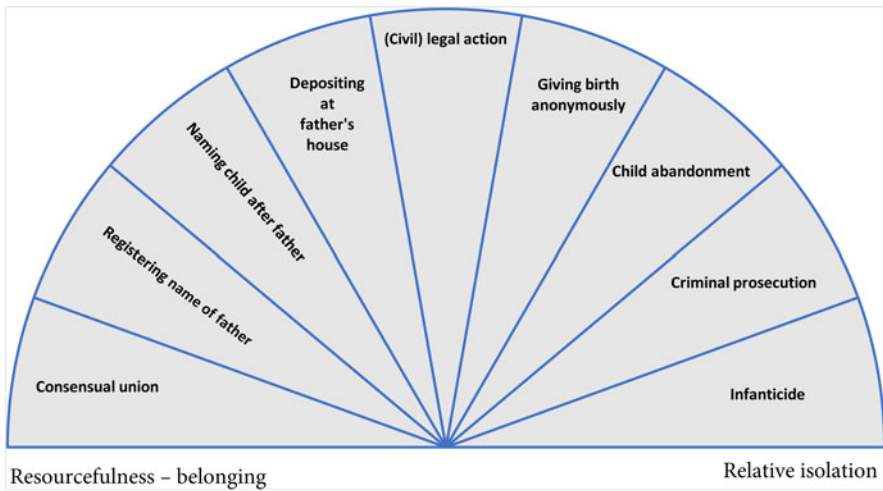 (Civil) legal action
Depositing
at
father's
house
Giving birth
anonymously
Naming child after father
Child abandonment
Registering name of father
Criminal prosecution
Consensual union
Infanticide
Resourcefulness – belonging
Relative isolation